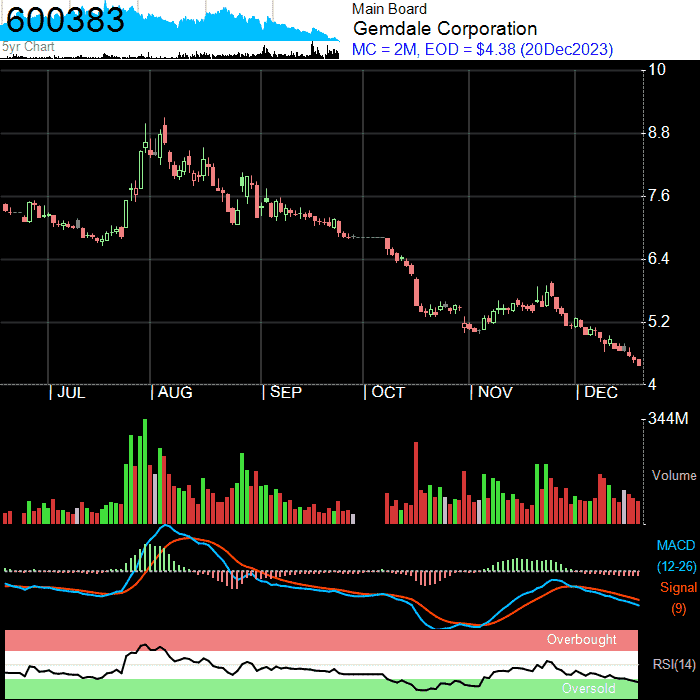 600383
5yr Chart
Main Board
Gemdale Corporation
MC = 2M, EOD = $4.38 (20Dec2023)
10
8.8
7.6
6.4
5.2
4
JUL AUG SEP OCT NOV DEC
344M
Volume
MACD
(12-26)
Signal
(9)
Overbought
RSI(14)
Oversold